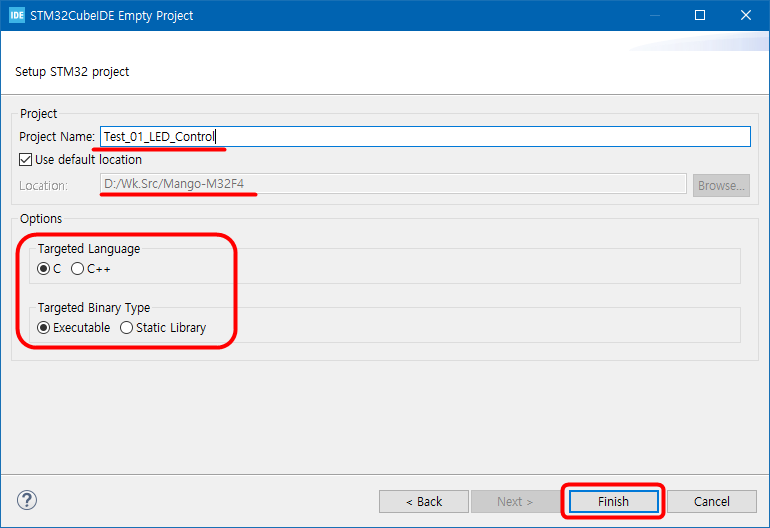 IDE STM32CubeIDE Empty Project
Setup STM32 project
Project
Project Name: Test_01_LED_Control
Use default location
Location: D:/Wk.Src/Mango-M32F4 Browse...
Options
Targeted Language
C C++
Targeted Binary Type
Executable Static Library
? < Back Next > Finish Cancel